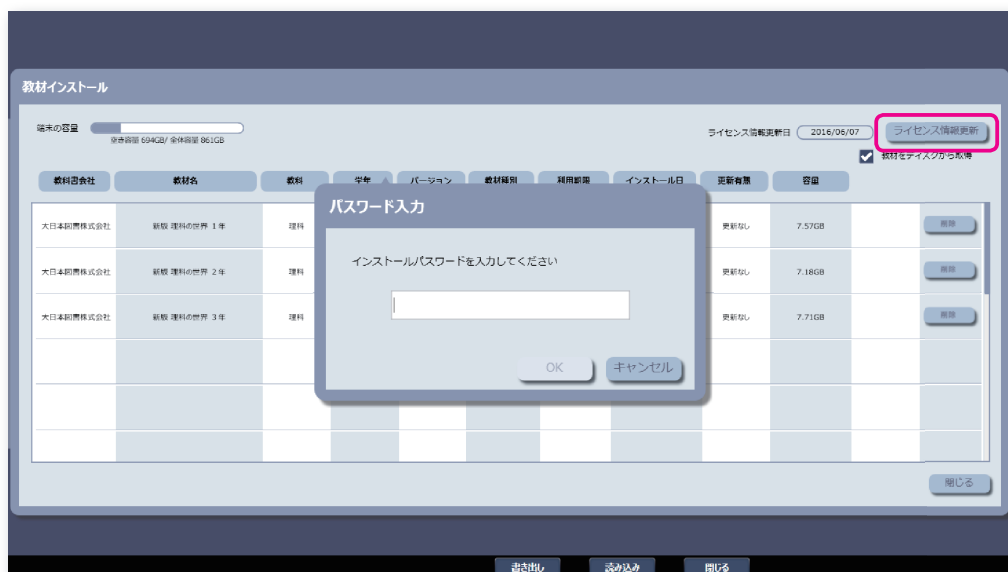 教材インストール
端末の容量
空き容量 694GB/ 全体容量 861GB
ライセンス情報更新日 2016/06/07 ライセンス情報更新
教材をディスクから取得
教科書会社 教材名 教科 学年 バージョン 教材種別 利用期限 インストール日 更新有無 容量
大日本図書株式会社 新版 理科の世界 1年 理科 更新なし 7.57GB 削除
大日本図書株式会社 新版 理科の世界 2年 理科 更新なし 7.18GB 削除
大日本図書株式会社 新版 理科の世界 3年 理科 更新なし 7.71GB 削除
パスワード入力
インストールパスワードを入力してください
OK キャンセル
閉じる
書き出し 読み込み 閉じる